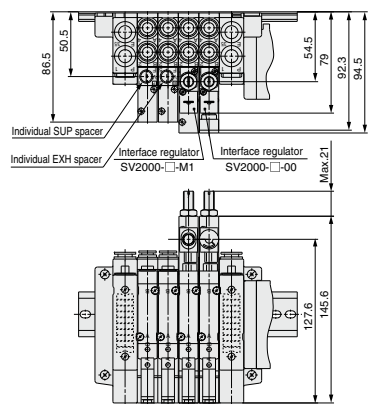 86.5
50.5
54.5
79
92.3
94.5
Individual SUP spacer
Individual EXH spacer
Interface regulator
SV2000-□-M1
Interface regulator
SV2000-□-00
Max.21
127.6
145.6